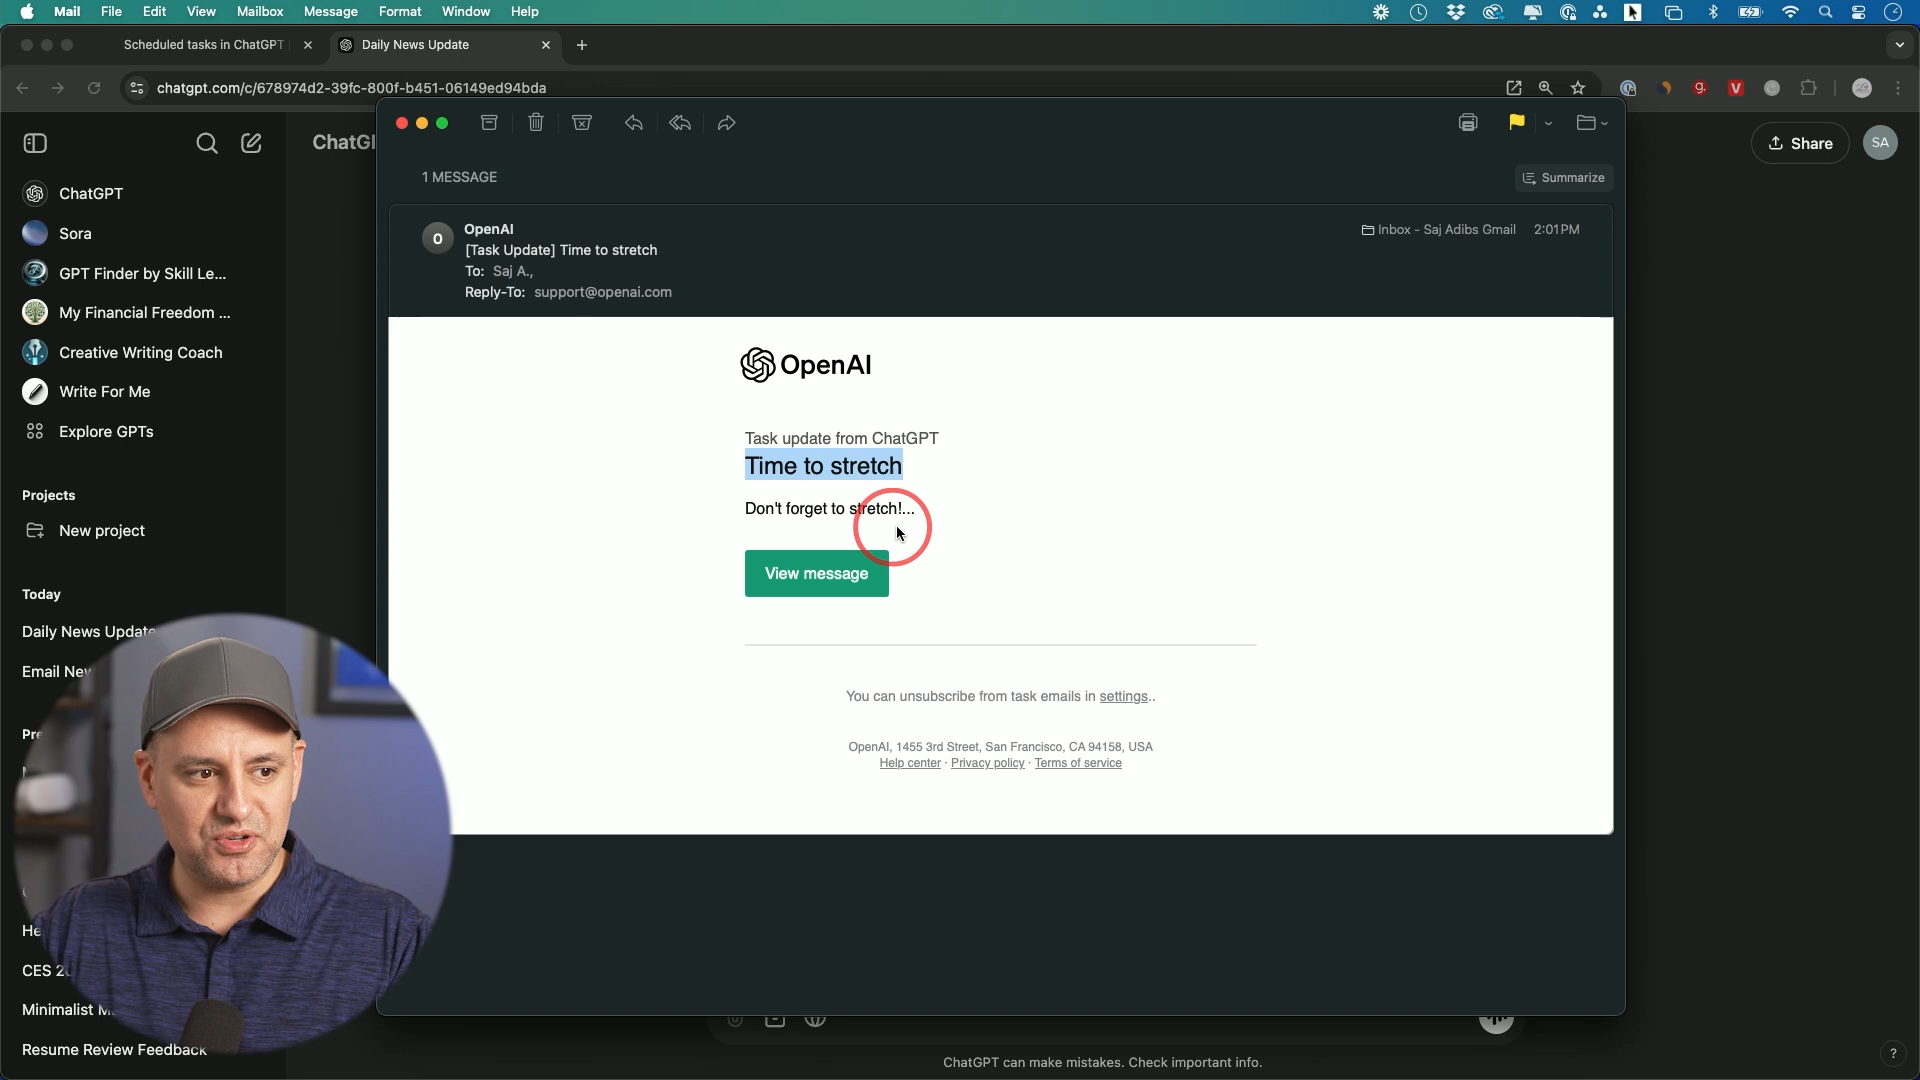 Mail File Edit View Mailbox Message Format Window Help
Scheduled tasks in ChatGPT
Daily News Update
chatgpt.com/c/678974d2-39fc-800f-b451-06149ed94bda
Share
SA
ChatGPT
Sora
GPT Finder by Skill Le...
My Financial Freedom ...
Creative Writing Coach
Write For Me
Explore GPTs
Projects
New project
Today
Daily News Update
Email
CES
Minimalist
Resume Review Feedback
1 MESSAGE
Summarize
O
OpenAI
[Task Update] Time to stretch
To: Saj A.,
Reply-To: support@openai.com
Inbox - Saj Adibs Gmail 2:01 PM
OpenAI
Task update from ChatGPT
Time to stretch
Don't forget to stretch!...
View message
You can unsubscribe from task emails in settings..
OpenAI, 1455 3rd Street, San Francisco, CA 94158, USA
Help center · Privacy policy · Terms of service
ChatGPT can make mistakes. Check important info.
?